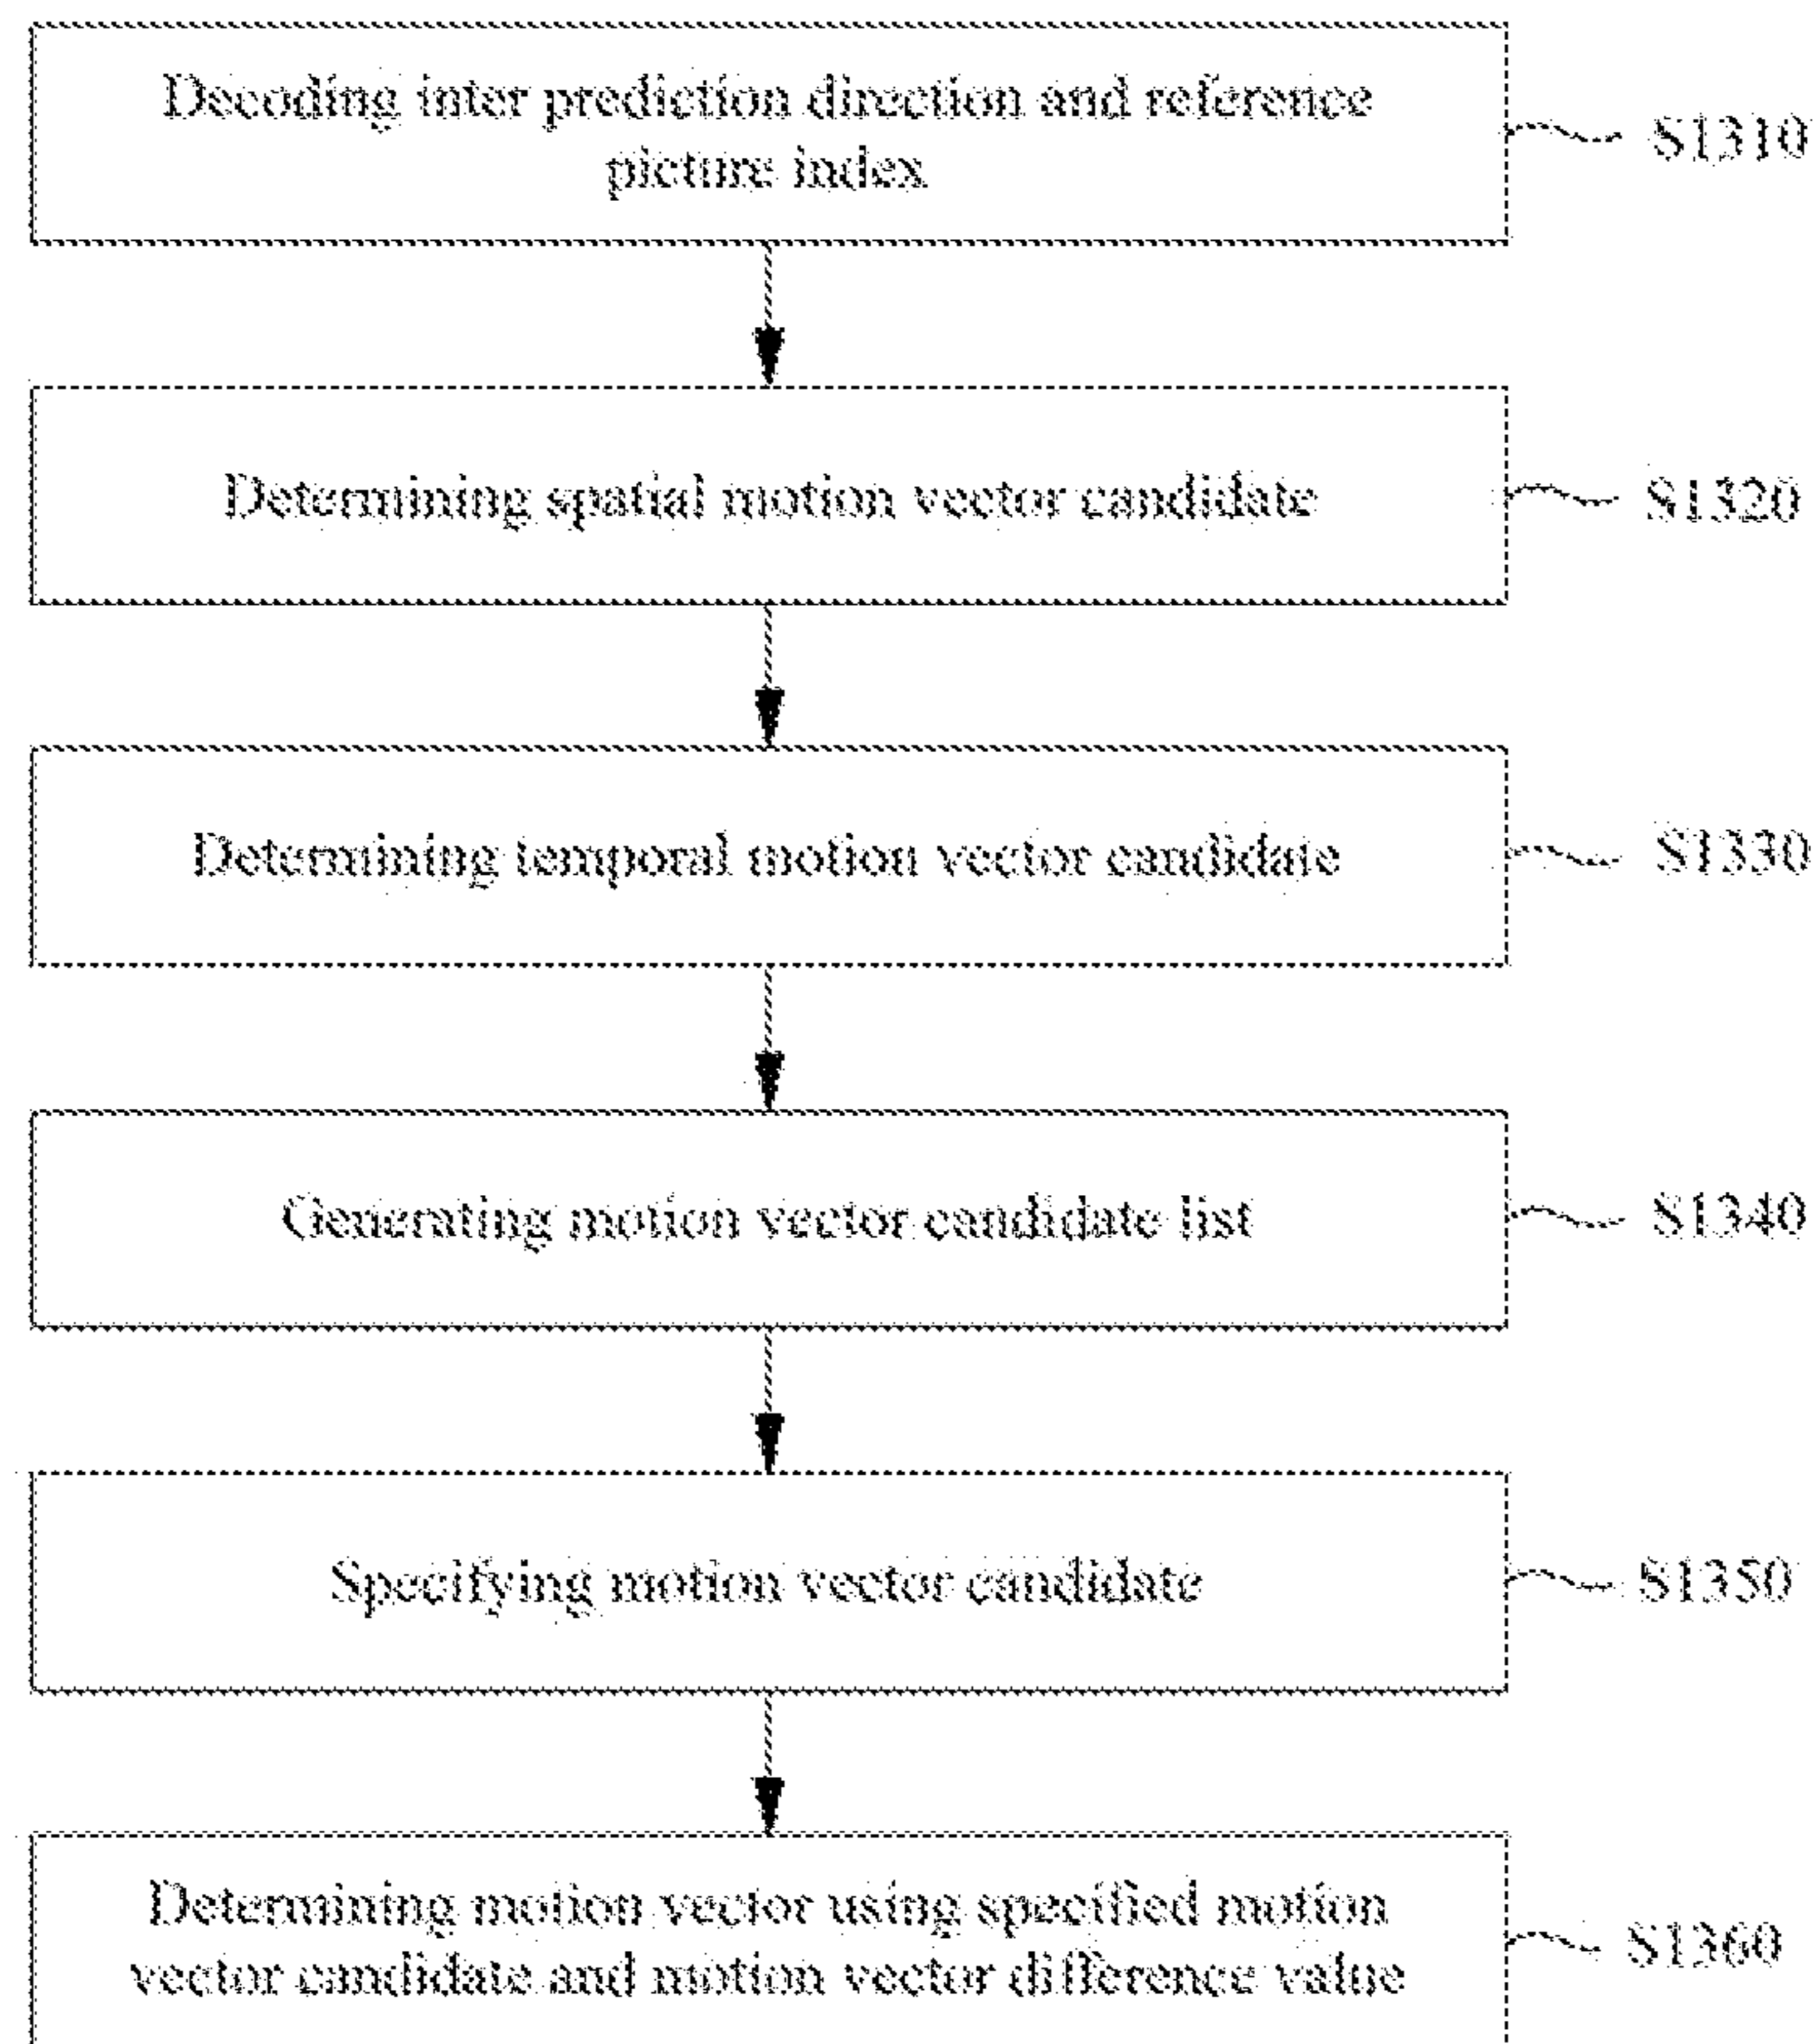 Decoding inter prediction direction and reference
picture index
S1310
Determining spatial motion vector candidate
S1320
Determining temporal motion vector candidate
S1330
Generating motion vector candidate list
S1340
Specifying motion vector candidate
S1350
Determining motion vector using specified motion
vector candidate and motion vector difference value
S1360